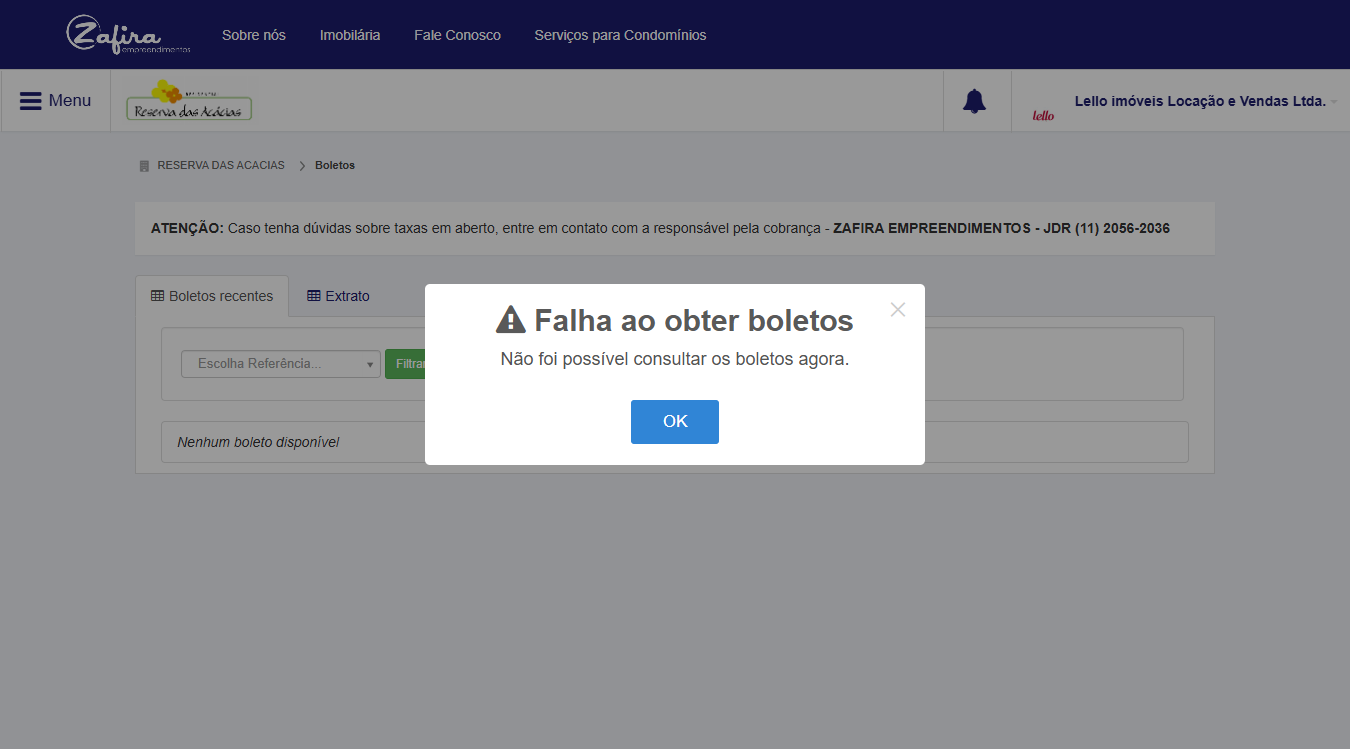 Zafira
empreendimentos
Sobre nós
Imobiliária
Fale Conosco
Serviços para Condomínios
Menu
Reserva das Acácias
lello
Lello imóveis Locação e Vendas Ltda.
RESERVA DAS ACACIAS
Boletos
ATENÇÃO: Caso tenha dúvidas sobre taxas em aberto, entre em contato com a responsável pela cobrança - ZAFIRA EMPREENDIMENTOS - JDR (11) 2056-2036
Boletos recentes
Extrato
Falha ao obter boletos
Não foi possível consultar os boletos agora.
OK
Escolha Referência...
Filtrar
Nenhum boleto disponível